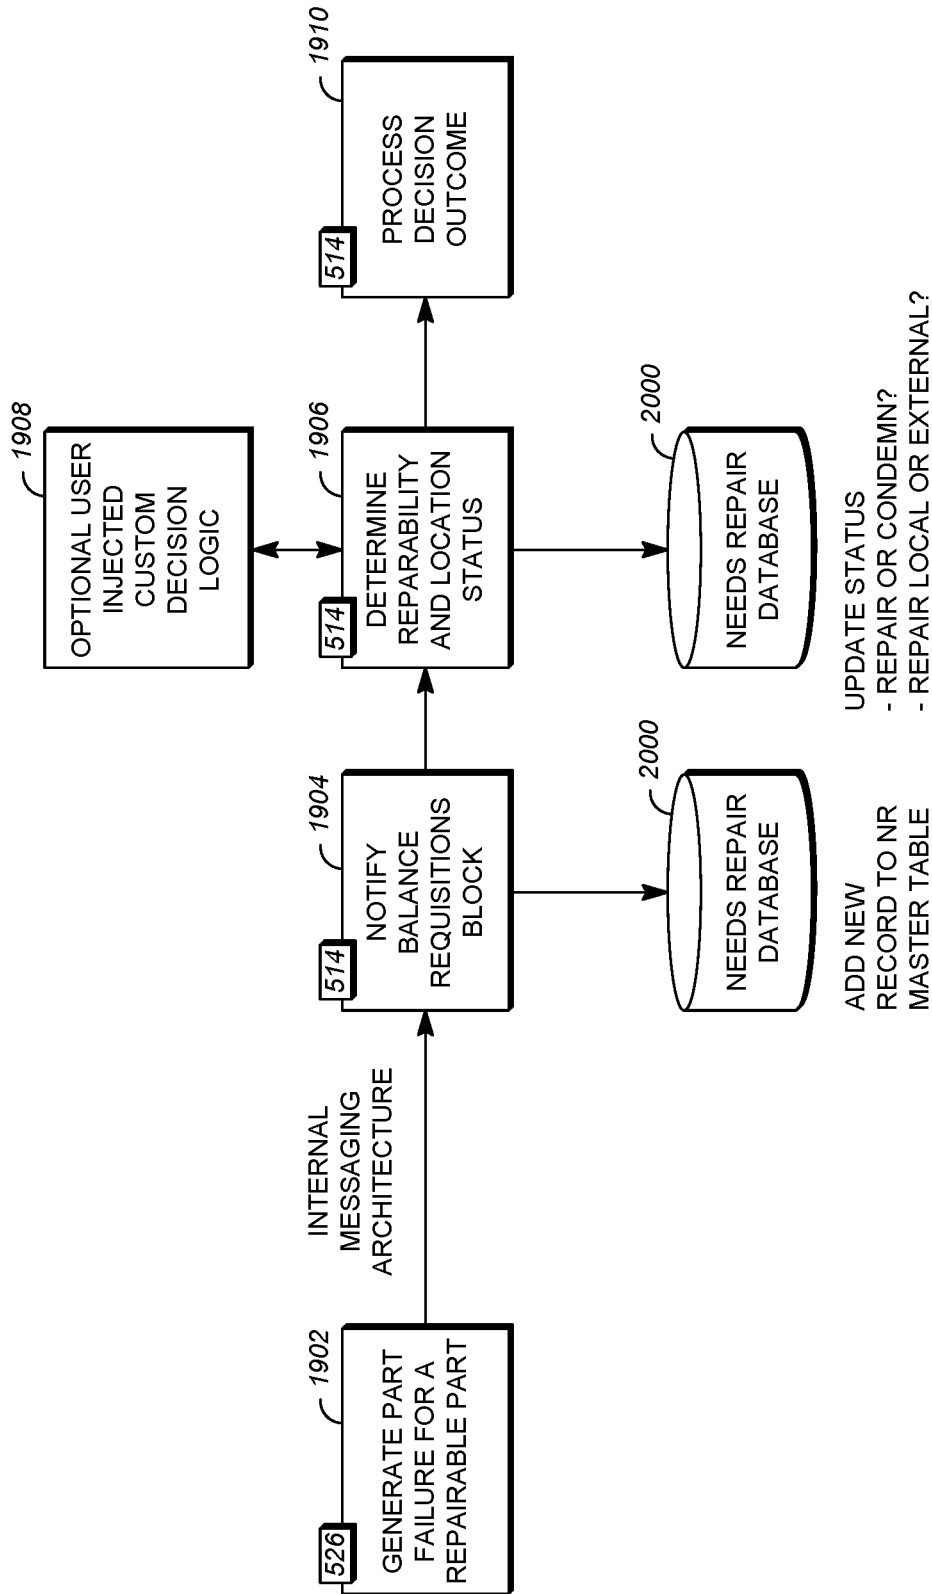 526
GENERATE PART
FAILURE FOR A
REPAIRABLE PART
1902
INTERNAL
MESSAGING
ARCHITECTURE
514
NOTIFY
BALANCE
REQUISITIONS
BLOCK
1904
NEEDS REPAIR
DATABASE
2000
ADD NEW
RECORD TO NR
MASTER TABLE
514
DETERMINE
REPARABILITY
AND LOCATION
STATUS
1906
OPTIONAL USER
INJECTED
CUSTOM
DECISION
LOGIC
1908
NEEDS REPAIR
DATABASE
2000
UPDATE STATUS
- REPAIR OR CONDEMN?
- REPAIR LOCAL OR EXTERNAL?
514
PROCESS
DECISION
OUTCOME
1910